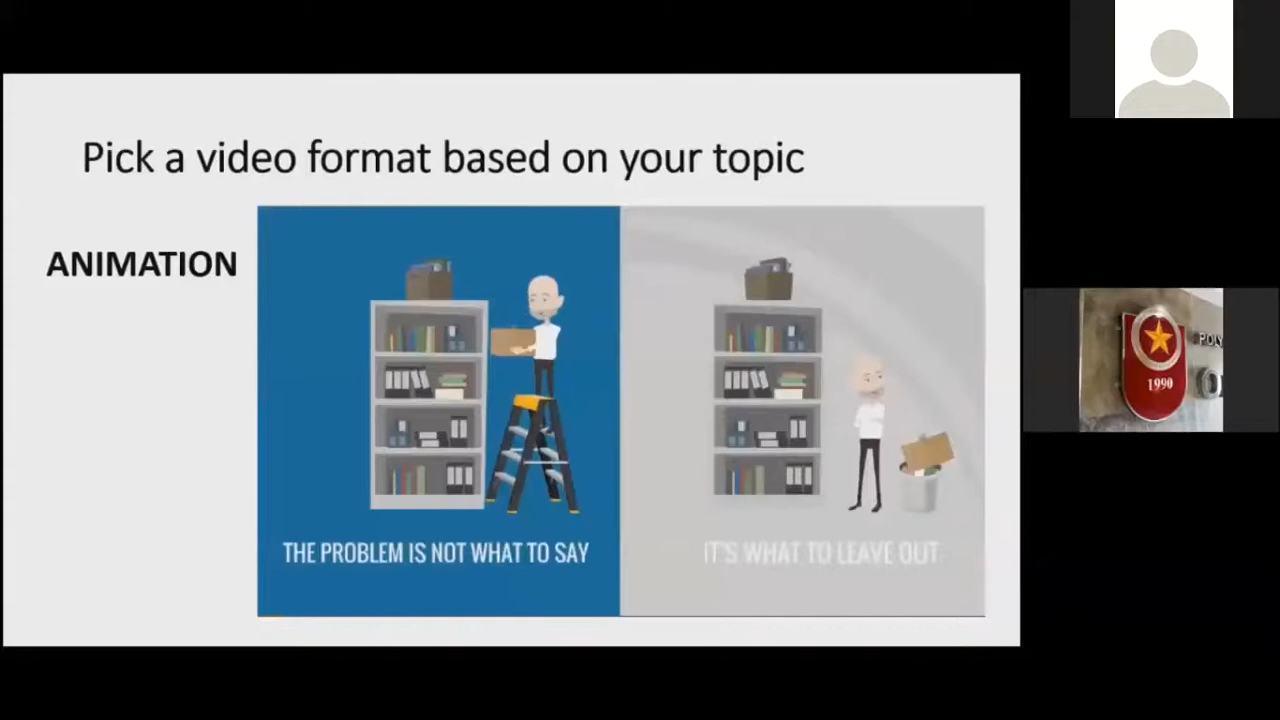 Pick a video format based on your topic
ANIMATION
THE PROBLEM IS NOT WHAT TO SAY
IT'S WHAT TO LEAVE OUT
1990